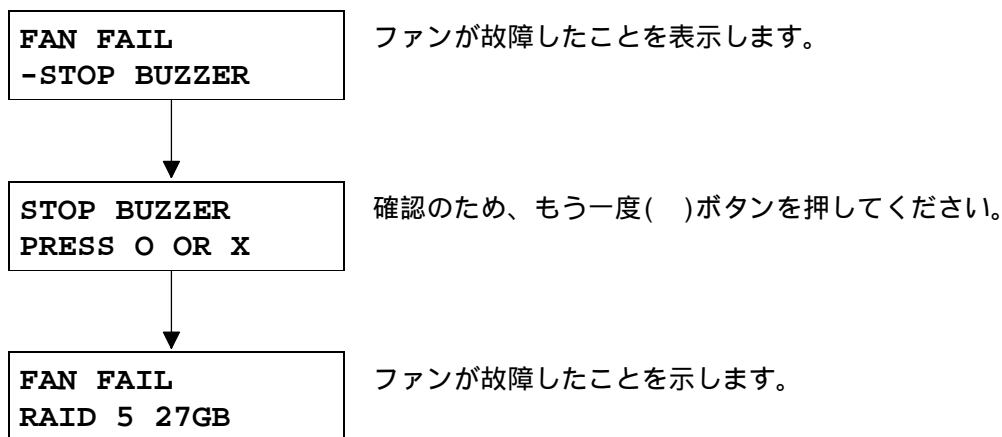 FAN FAIL
-STOP BUZZER
ファンが故障したことを表示します。
STOP BUZZER
PRESS O OR X
確認のため、もう一度(　)ボタンを押してください。
FAN FAIL
RAID 5 27GB
ファンが故障したことを示します。